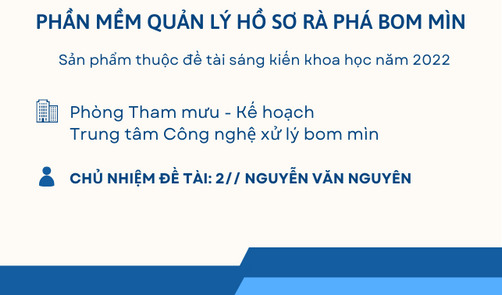 PHẦN MỀM QUẢN LÝ HỒ SƠ RÀ PHÁ BOM MÌN
Sản phẩm thuộc đề tài sáng kiến khoa học năm 2022
Phòng Tham mưu - Kế hoạch
Trung tâm Công nghệ xử lý bom mìn
CHỦ NHIỆM ĐỀ TÀI: 2// NGUYỄN VĂN NGUYÊN